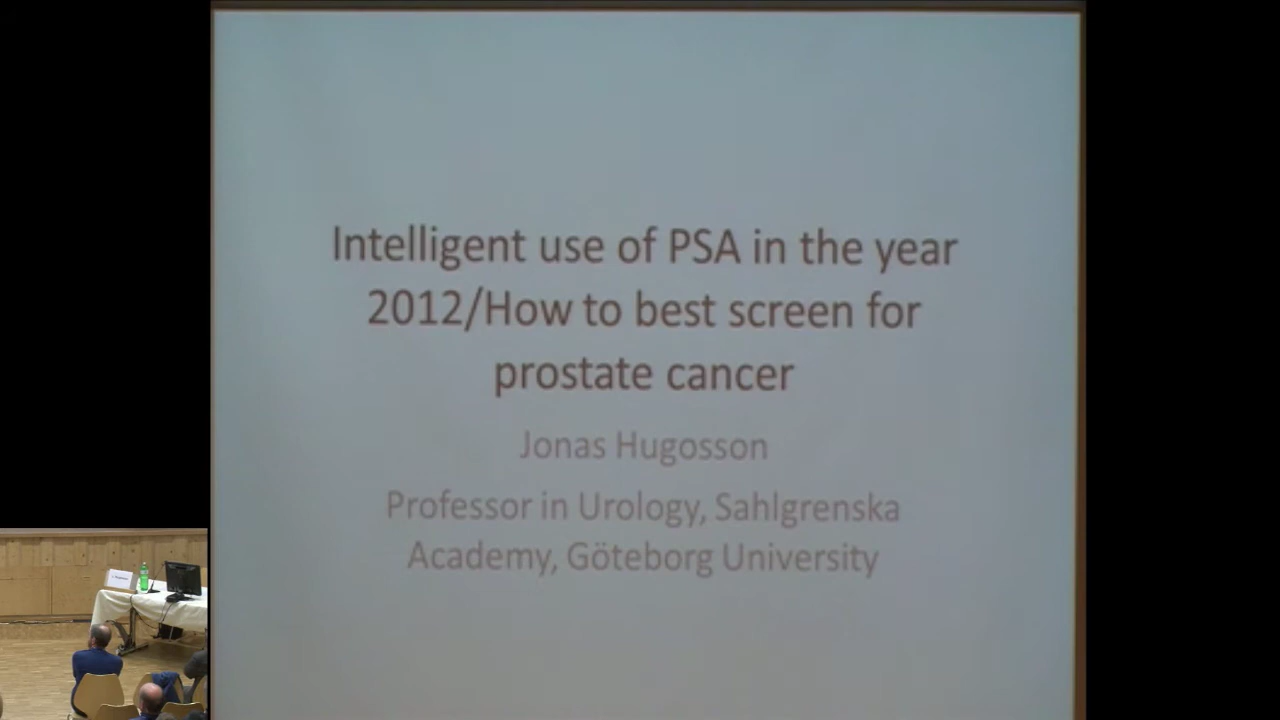 Intelligent use of PSA in the year
2012/How to best screen for
prostate cancer
Jonas Hugosson
Professor in Urology, Sahlgrenska
Academy, Göteborg University